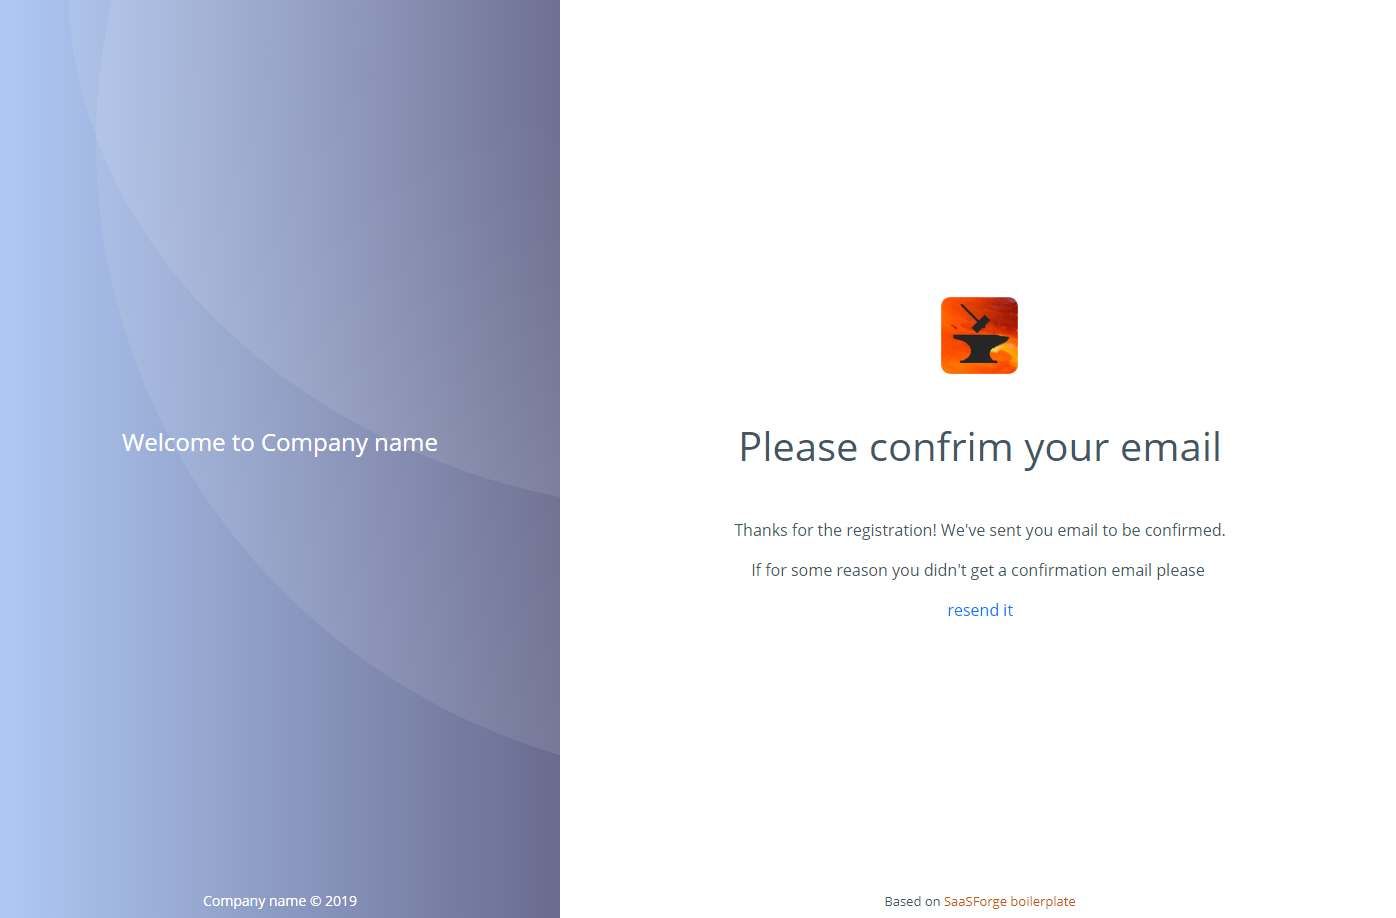 Welcome to Company name
Company name © 2019
Please confrim your email
Thanks for the registration! We've sent you email to be confirmed.
If for some reason you didn't get a confirmation email please
resend it
Based on SaaSForge boilerplate